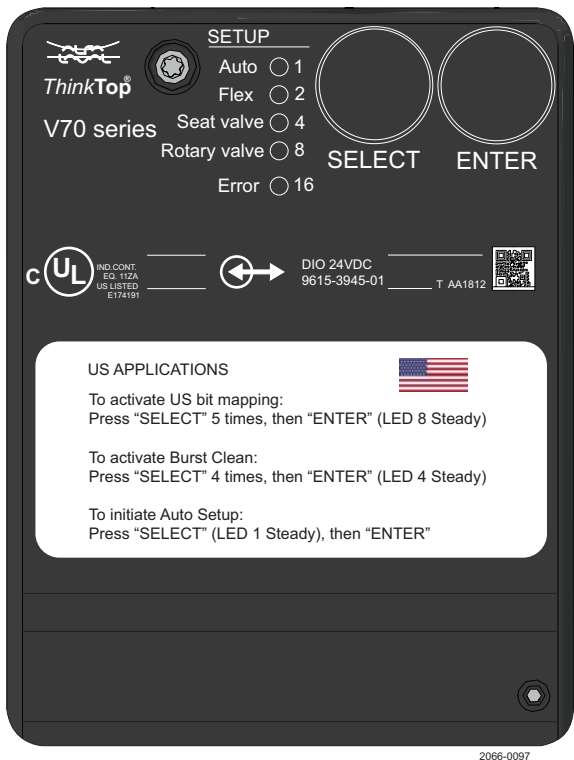 SETUP
ThinkTop®
V70 series
Auto 1
Flex 2
Seat valve 4
Rotary valve 8
Error 16
SELECT
ENTER
C UL
IND.CONT.
EQ. 11ZA
US LISTED
E174191
DIO 24VDC
9615-3945-01
T AA1812
US APPLICATIONS
To activate US bit mapping:
Press “SELECT” 5 times, then “ENTER” (LED 8 Steady)
To activate Burst Clean:
Press “SELECT” 4 times, then “ENTER” (LED 4 Steady)
To initiate Auto Setup:
Press “SELECT” (LED 1 Steady), then “ENTER”
2066-0097